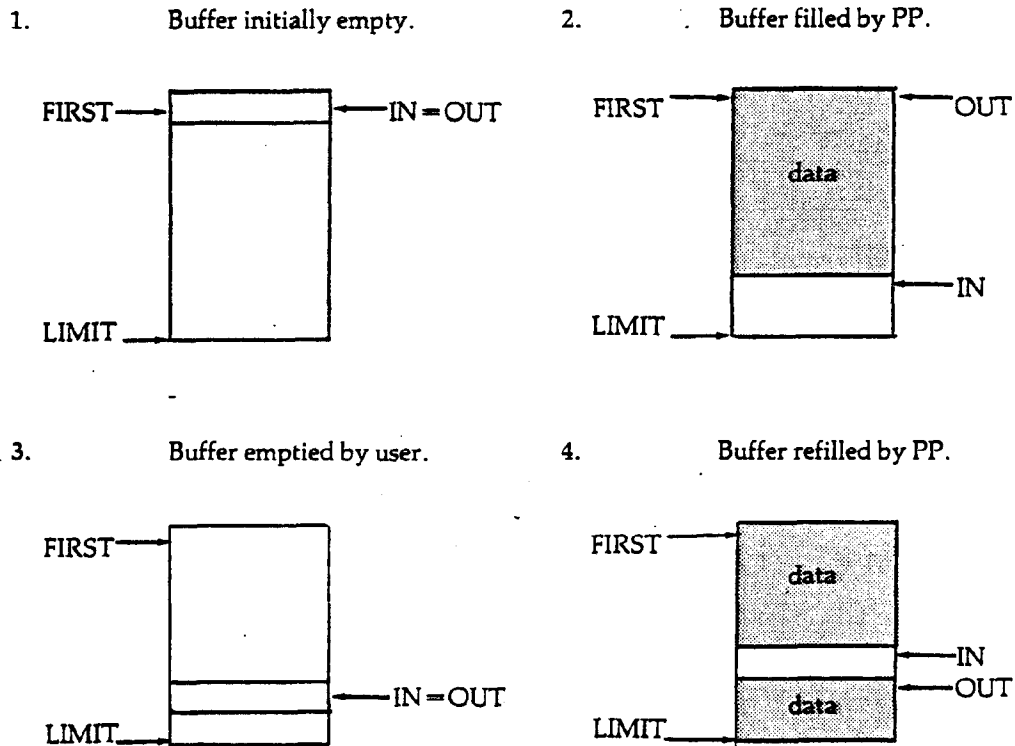 1. Buffer initially empty.
FIRST
IN = OUT
LIMIT
2. Buffer filled by PP.
FIRST
OUT
data
IN
LIMIT
3. Buffer emptied by user.
FIRST
IN = OUT
LIMIT
4. Buffer refilled by PP.
FIRST
data
IN
OUT
data
LIMIT